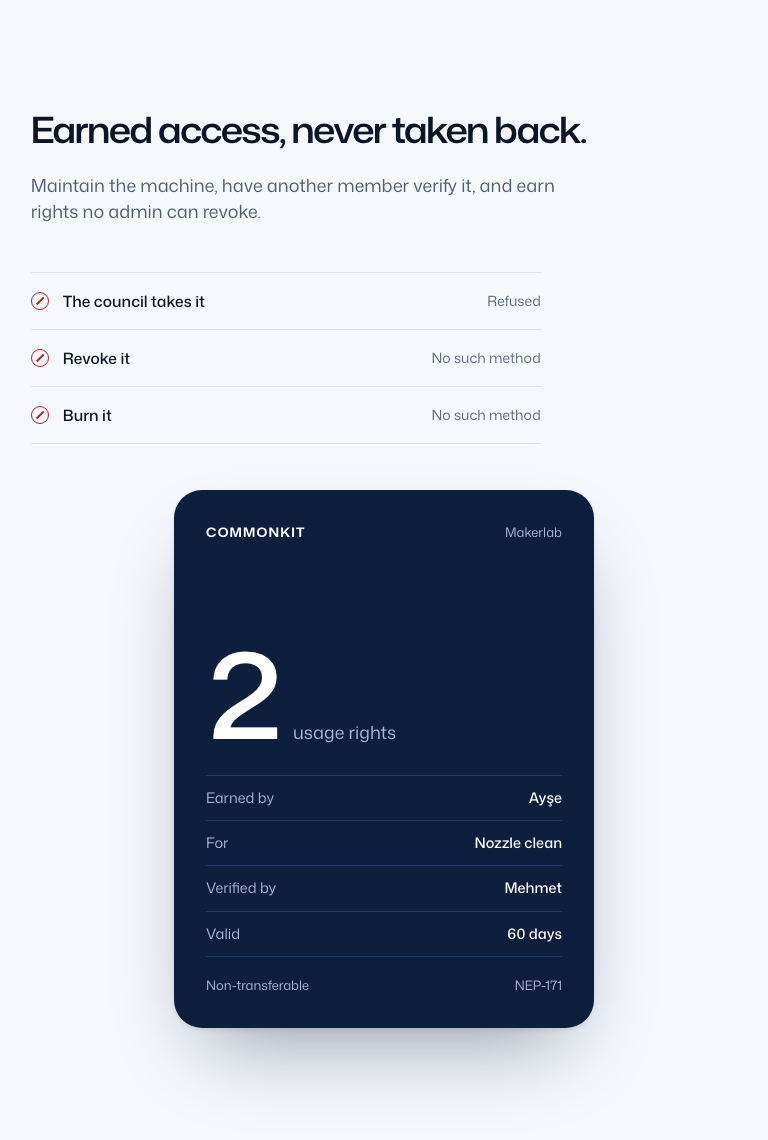 Earned access, never taken back.
Maintain the machine, have another member verify it, and earn
rights no admin can revoke.
The council takes it Refused
Revoke it No such method
Burn it No such method
COMMONKIT Makerlab
2 usage rights
Earned by Ayşe
For Nozzle clean
Verified by Mehmet
Valid 60 days
Non-transferable NEP-171